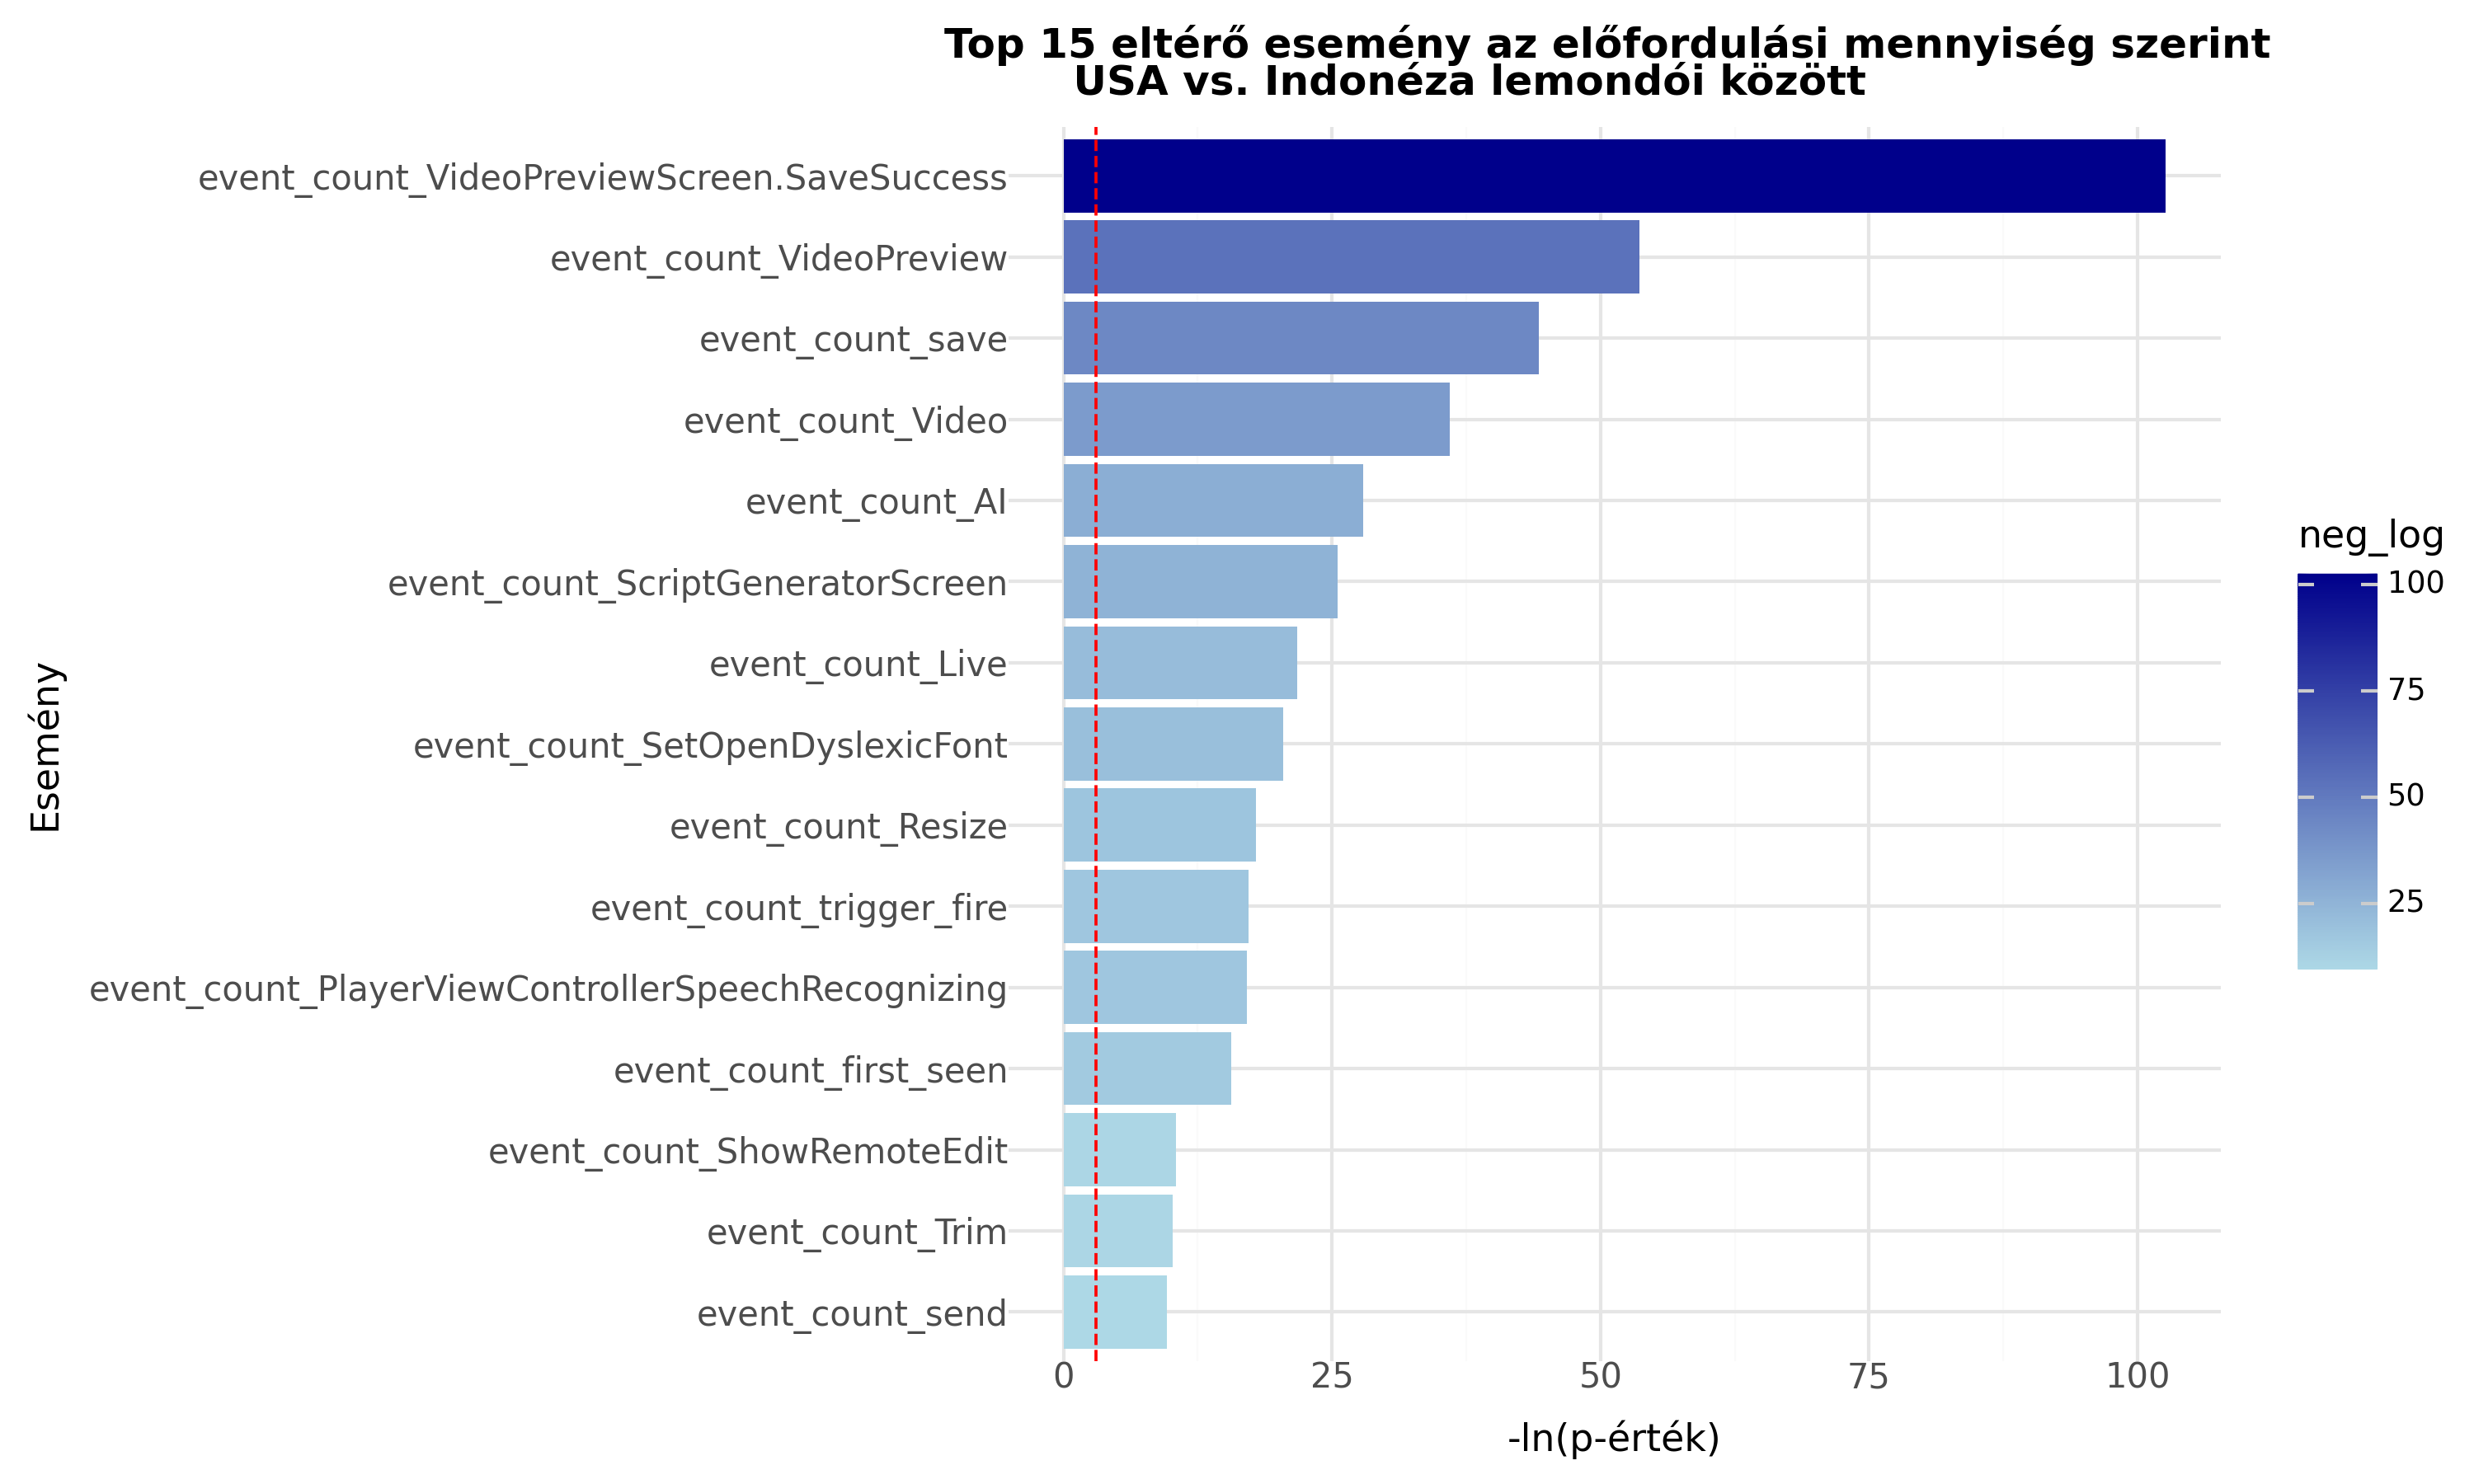 Top 15 eltérő esemény az előfordulási mennyiség szerint
USA vs. Indonéza lemondói között
event_count_VideoPreviewScreen.SaveSuccess
event_count_VideoPreview
event_count_save
event_count_Video
event_count_AI
event_count_ScriptGeneratorScreen
event_count_Live
event_count_SetOpenDyslexicFont
event_count_Resize
event_count_trigger_fire
event_count_PlayerViewControllerSpeechRecognizing
event_count_first_seen
event_count_ShowRemoteEdit
event_count_Trim
event_count_send
Esemény
0 25 50 75 100
-ln(p-érték)
neg_log
100
75
50
25